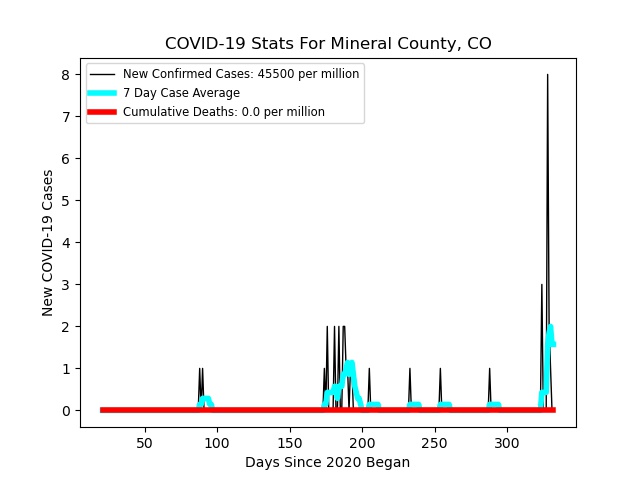 COVID-19 Stats For Mineral County, CO
New Confirmed Cases: 45500 per million
7 Day Case Average
Cumulative Deaths: 0.0 per million
New COVID-19 Cases
8
7
6
5
4
3
2
1
0
50 100 150 200 250 300
Days Since 2020 Began